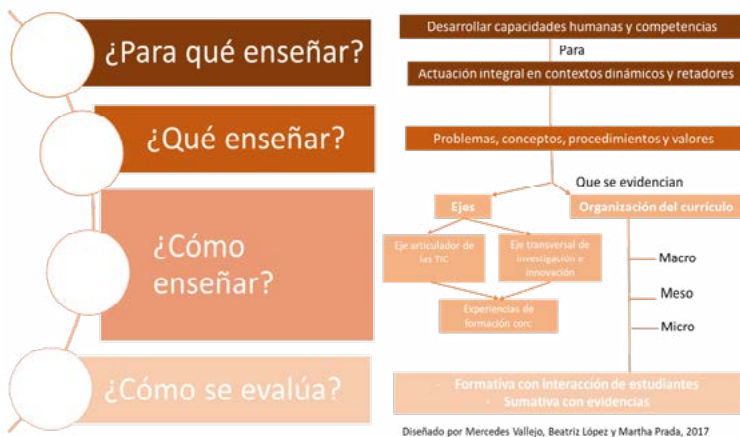 ¿Para qué enseñar?
¿Qué enseñar?
¿Cómo
enseñar?
¿Cómo se evalúa?
Desarrollar capacidades humanas y competencias
Para
Actuación integral en contextos dinámicos y retadores
Problemas, conceptos, procedimientos y valores
Que se evidencian
Ejes
Organización del currículo
Eje articulador de
las TIC
Eje transversal de
investigación e
innovación
Experiencias de
formación con:
Macro
Meso
Micro
- Formativa con interacción de estudiantes
- Sumativa con evidencias
Diseñado por Mercedes Vallejo, Beatriz López y Martha Prada, 2017